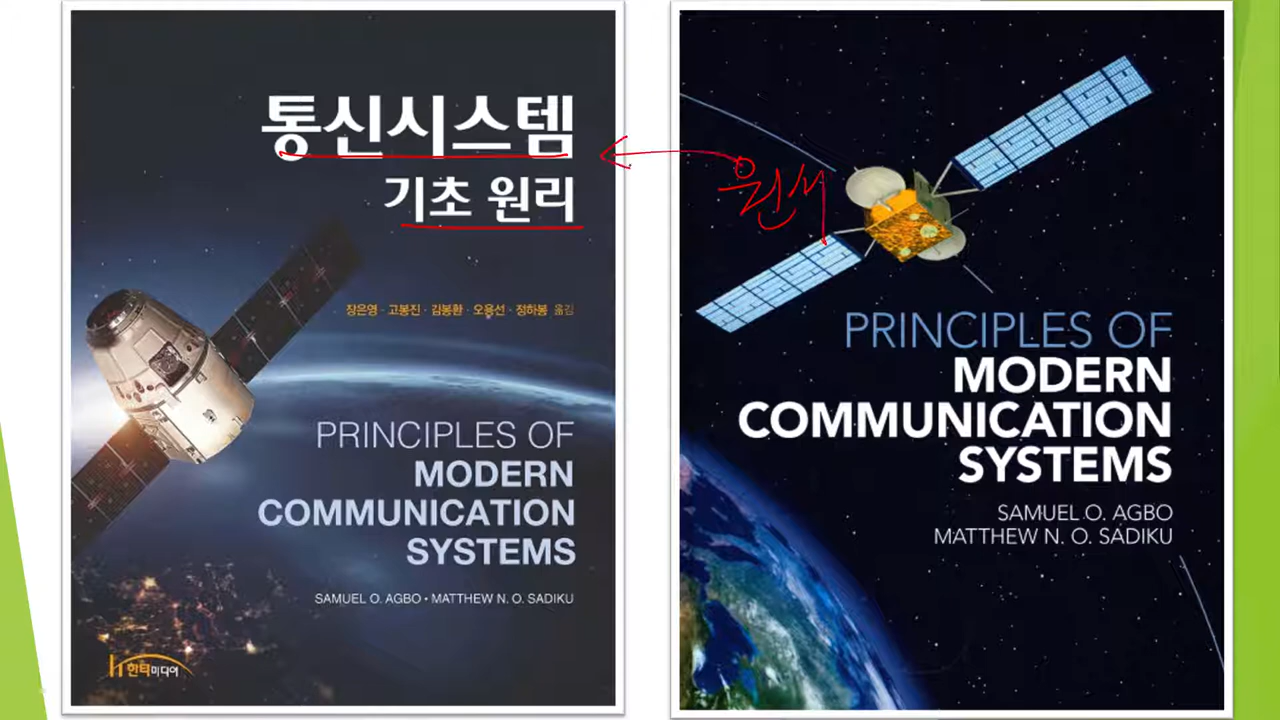 통신시스템
기초 원리
장은영 · 고봉진 · 김봉환 · 오용선 · 정하봉 옮김
PRINCIPLES OF
MODERN
COMMUNICATION
SYSTEMS
SAMUEL O. AGBO • MATTHEW N. O. SADIKU
한티미디어
원서
PRINCIPLES OF
MODERN
COMMUNICATION
SYSTEMS
SAMUEL O. AGBO
MATTHEW N. O. SADIKU